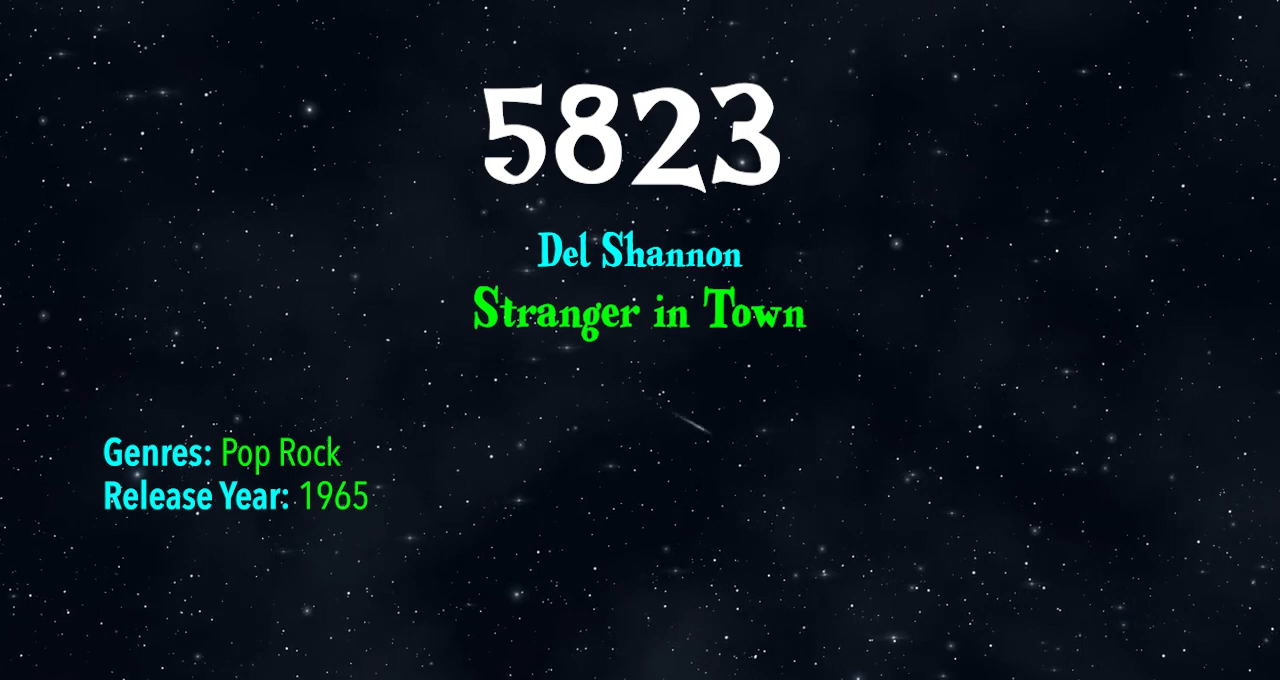 5823
Del Shannon
Stranger in Town
Genres: Pop Rock
Release Year: 1965